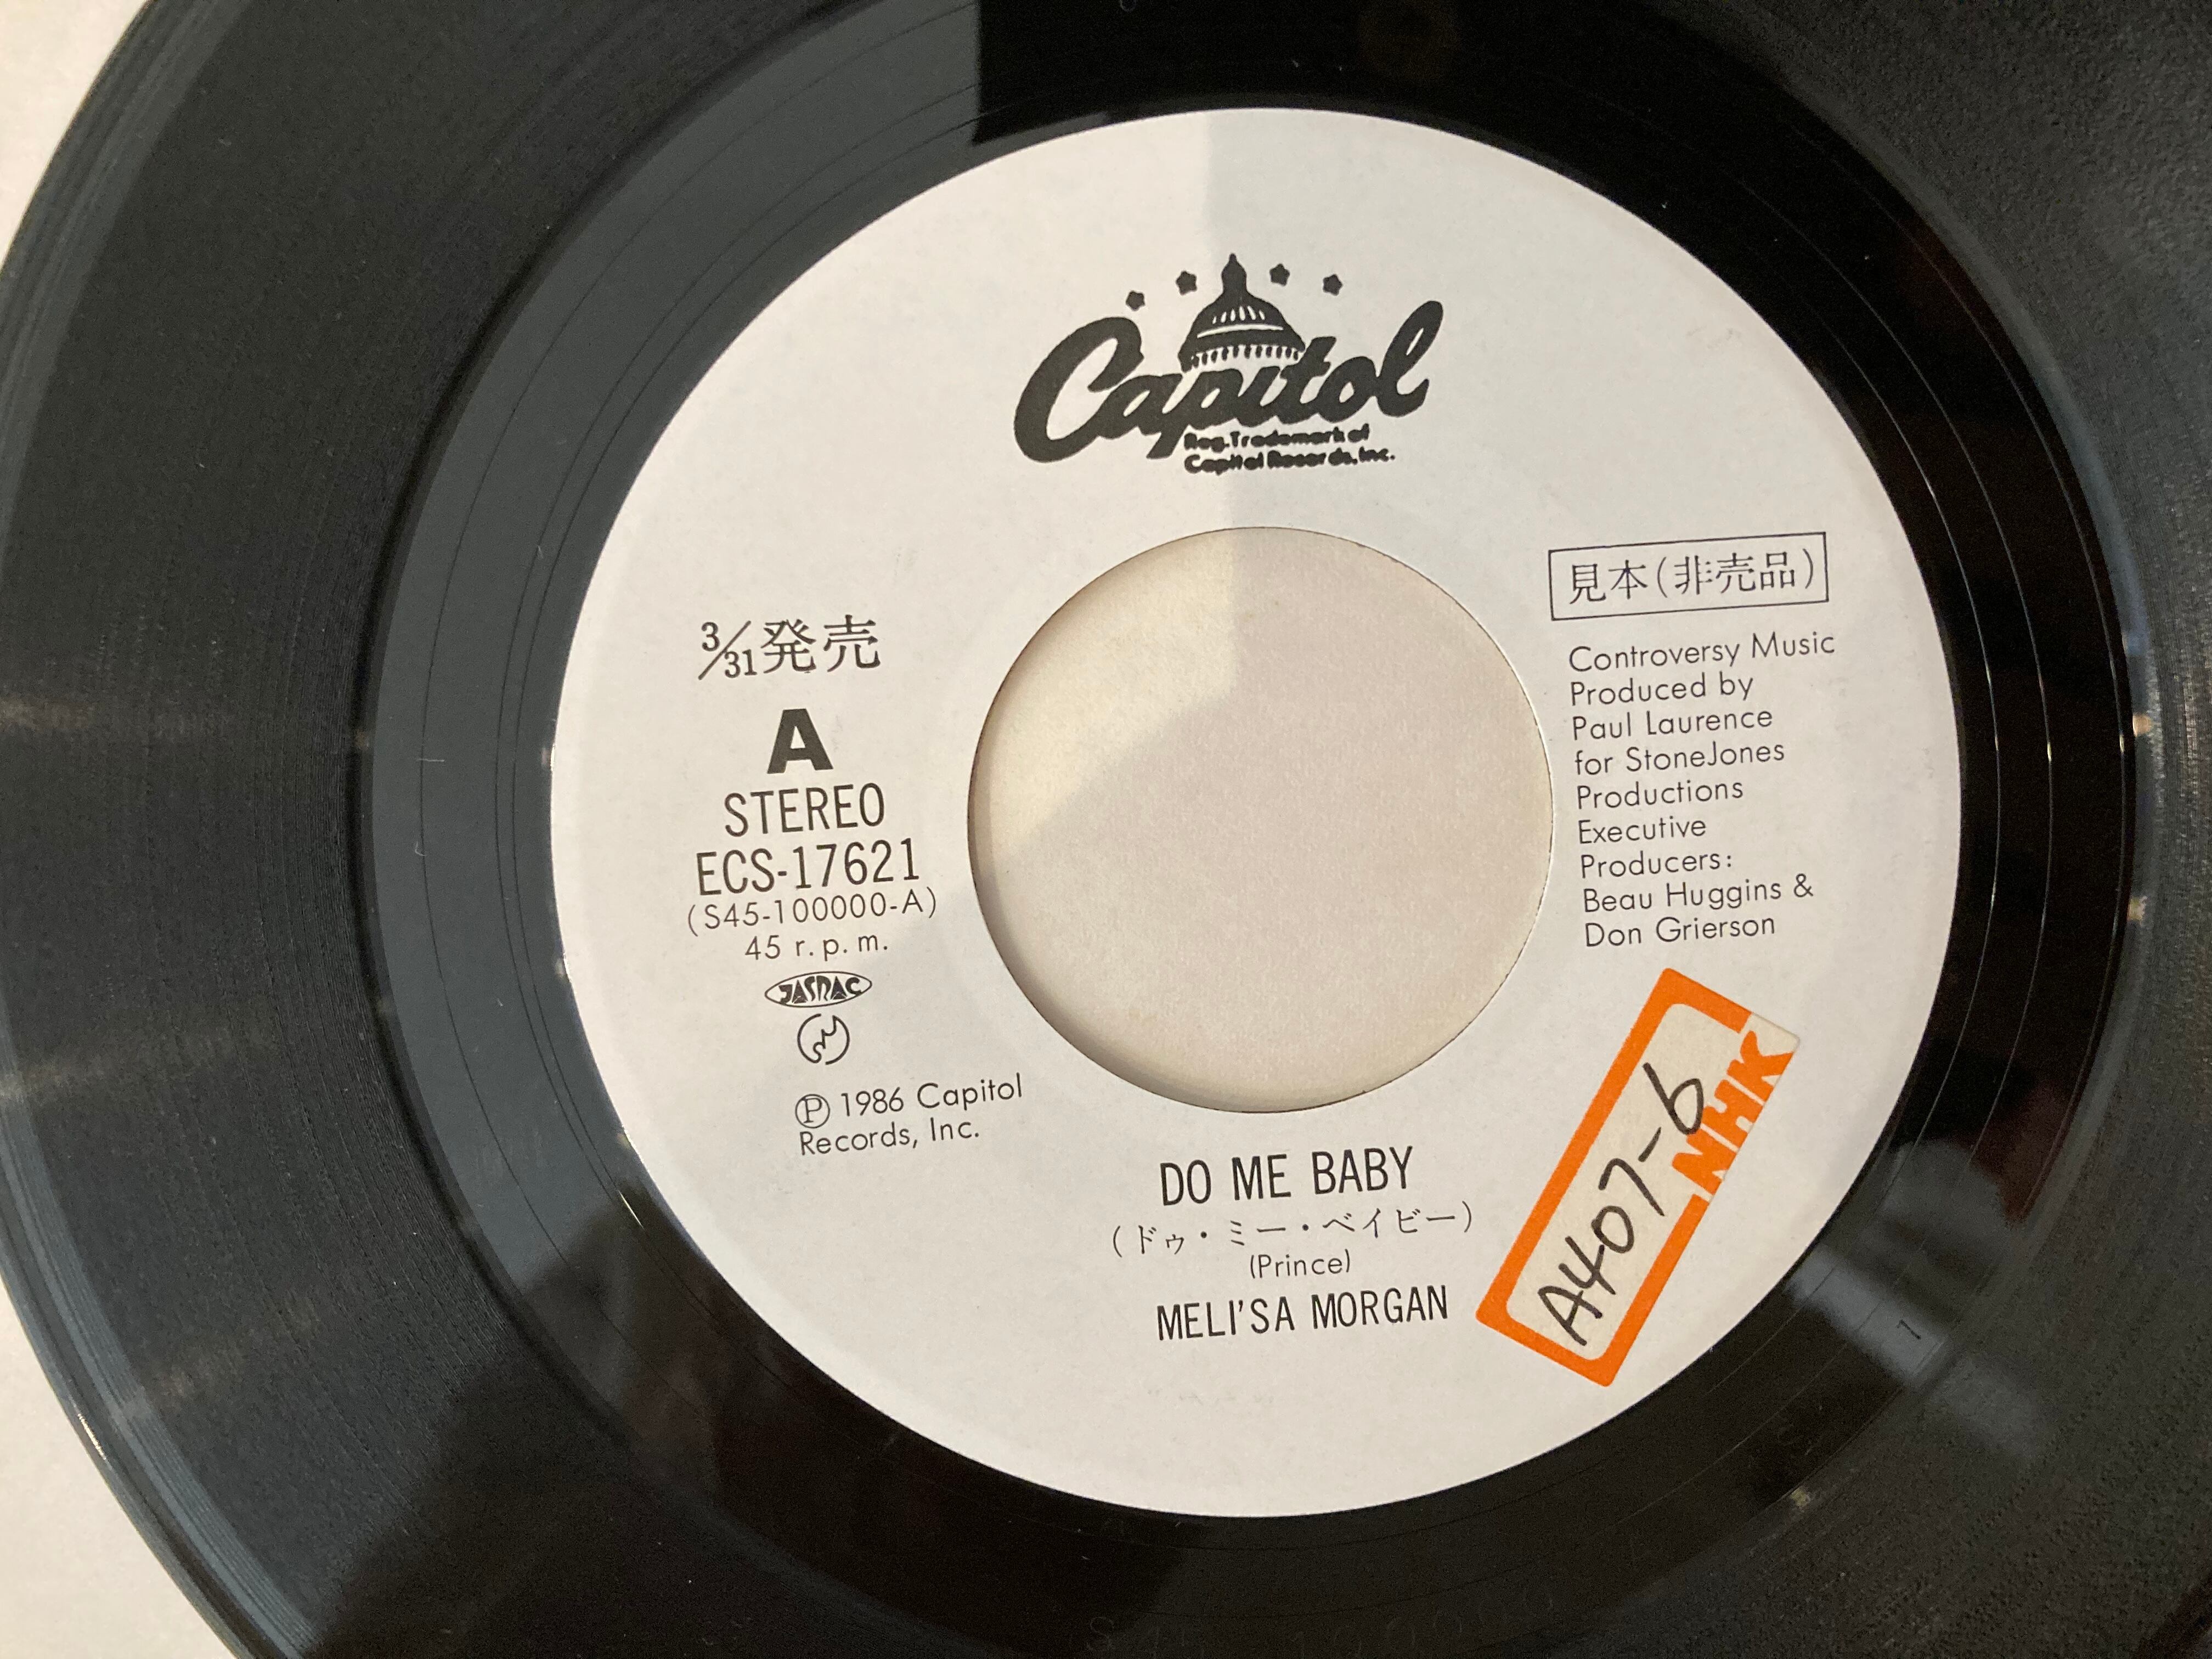 Capitol
Reg. Trademark of
Capitol Records, Inc.
3/31発売
A
STEREO
ECS-17621
(S45-100000-A)
45 r.p.m.
JASRAC
Ⓟ 1986 Capitol
Records, Inc.
見本(非売品)
Controversy Music
Produced by
Paul Laurence
for StoneJones
Productions
Executive
Producers:
Beau Huggins &
Don Grierson
DO ME BABY
(ドゥ・ミー・ベイビー)
(Prince)
MELI'SA MORGAN
A407-6
NHK